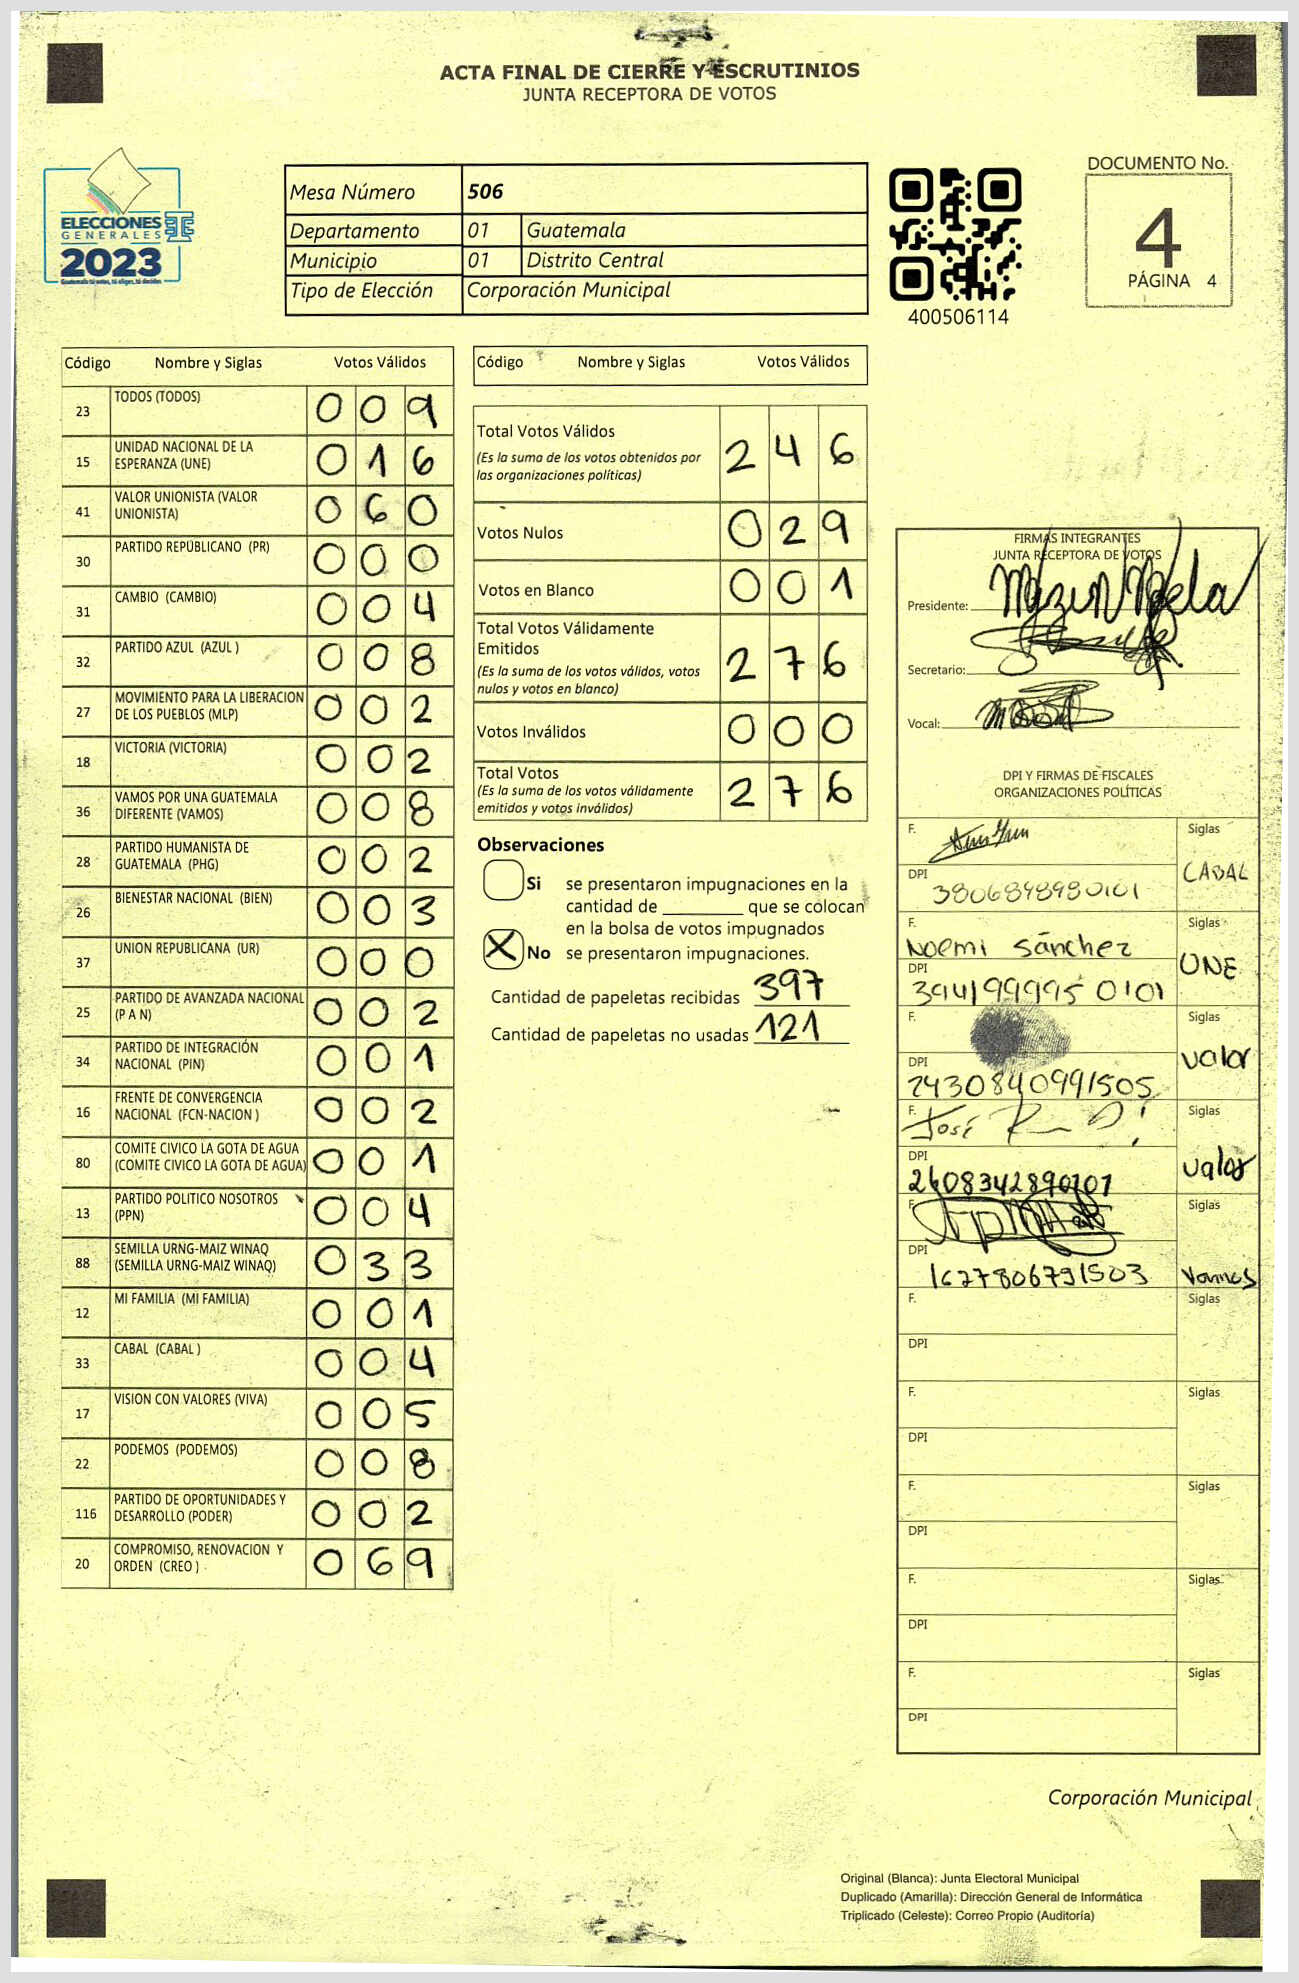 ACTA FINAL DE CIERRE Y ESCRUTINIOS
JUNTA RECEPTORA DE VOTOS
ELECCIONES
GENERALES
2023
Guatemala tú votas, tú eliges, tú decides
Mesa Número 506
Departamento 01 Guatemala
Municipio 01 Distrito Central
Tipo de Elección Corporación Municipal
400506114
DOCUMENTO No.
4
PÁGINA 4
Código Nombre y Siglas Votos Válidos
23 TODOS (TODOS) 0 0 9
15 UNIDAD NACIONAL DE LA
ESPERANZA (UNE) 0 1 6
41 VALOR UNIONISTA (VALOR
UNIONISTA) 0 6 0
30 PARTIDO REPUBLICANO (PR) 0 0 0
31 CAMBIO (CAMBIO) 0 0 4
32 PARTIDO AZUL (AZUL ) 0 0 8
27 MOVIMIENTO PARA LA LIBERACION
DE LOS PUEBLOS (MLP) 0 0 2
18 VICTORIA (VICTORIA) 0 0 2
36 VAMOS POR UNA GUATEMALA
DIFERENTE (VAMOS) 0 0 8
28 PARTIDO HUMANISTA DE
GUATEMALA (PHG) 0 0 2
26 BIENESTAR NACIONAL (BIEN) 0 0 3
37 UNION REPUBLICANA (UR) 0 0 0
25 PARTIDO DE AVANZADA NACIONAL
(P A N) 0 0 2
34 PARTIDO DE INTEGRACIÓN
NACIONAL (PIN) 0 0 1
16 FRENTE DE CONVERGENCIA
NACIONAL (FCN-NACION ) 0 0 2
80 COMITE CIVICO LA GOTA DE AGUA
(COMITE CIVICO LA GOTA DE AGUA) 0 0 1
13 PARTIDO POLITICO NOSOTROS
(PPN) 0 0 4
88 SEMILLA URNG-MAIZ WINAQ
(SEMILLA URNG-MAIZ WINAQ) 0 3 3
12 MI FAMILIA (MI FAMILIA) 0 0 1
33 CABAL (CABAL ) 0 0 4
17 VISION CON VALORES (VIVA) 0 0 5
22 PODEMOS (PODEMOS) 0 0 8
116 PARTIDO DE OPORTUNIDADES Y
DESARROLLO (PODER) 0 0 2
20 COMPROMISO, RENOVACION Y
ORDEN (CREO ) 0 6 9
Código Nombre y Siglas Votos Válidos
Total Votos Válidos 2 4 6
(Es la suma de los votos obtenidos por
las organizaciones políticas)
Votos Nulos 0 2 9
Votos en Blanco 0 0 1
Total Votos Válidamente
Emitidos 2 7 6
(Es la suma de los votos válidos, votos
nulos y votos en blanco)
Votos Inválidos 0 0 0
Total Votos 2 7 6
(Es la suma de los votos válidamente
emitidos y votos inválidos)
Observaciones
Si se presentaron impugnaciones en la
cantidad de ________ que se colocan
en la bolsa de votos impugnados
X No se presentaron impugnaciones.
Cantidad de papeletas recibidas 397
Cantidad de papeletas no usadas 121
FIRMAS INTEGRANTES
JUNTA RECEPTORA DE VOTOS
Presidente:
Secretario:
Vocal:
DPI Y FIRMAS DE FISCALES
ORGANIZACIONES POLÍTICAS
F. Siglas
CABAL
DPI 3806848980101
F. Noemi Sánchez Siglas
UNE
DPI 3941999950101
F. Siglas
valor
DPI 2430840991505
F. José Siglas
valor
DPI 2608342890101
F. Siglas
Vamos
DPI 1627806791503
F. Siglas
DPI
F. Siglas
DPI
F. Siglas
DPI
F. Siglas
DPI
F. Siglas
DPI
Corporación Municipal
Original (Blanca): Junta Electoral Municipal
Duplicado (Amarilla): Dirección General de Informática
Triplicado (Celeste): Correo Propio (Auditoría)